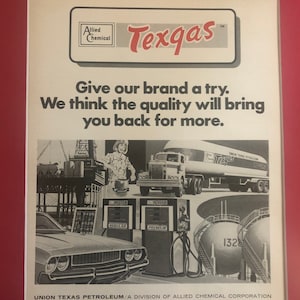 Allied
Chemical
Texgas
Give our brand a try.
We think the quality will bring
you back for more.
132
UNION TEXAS PETROLEUM/A DIVISION OF ALLIED CHEMICAL CORPORATION